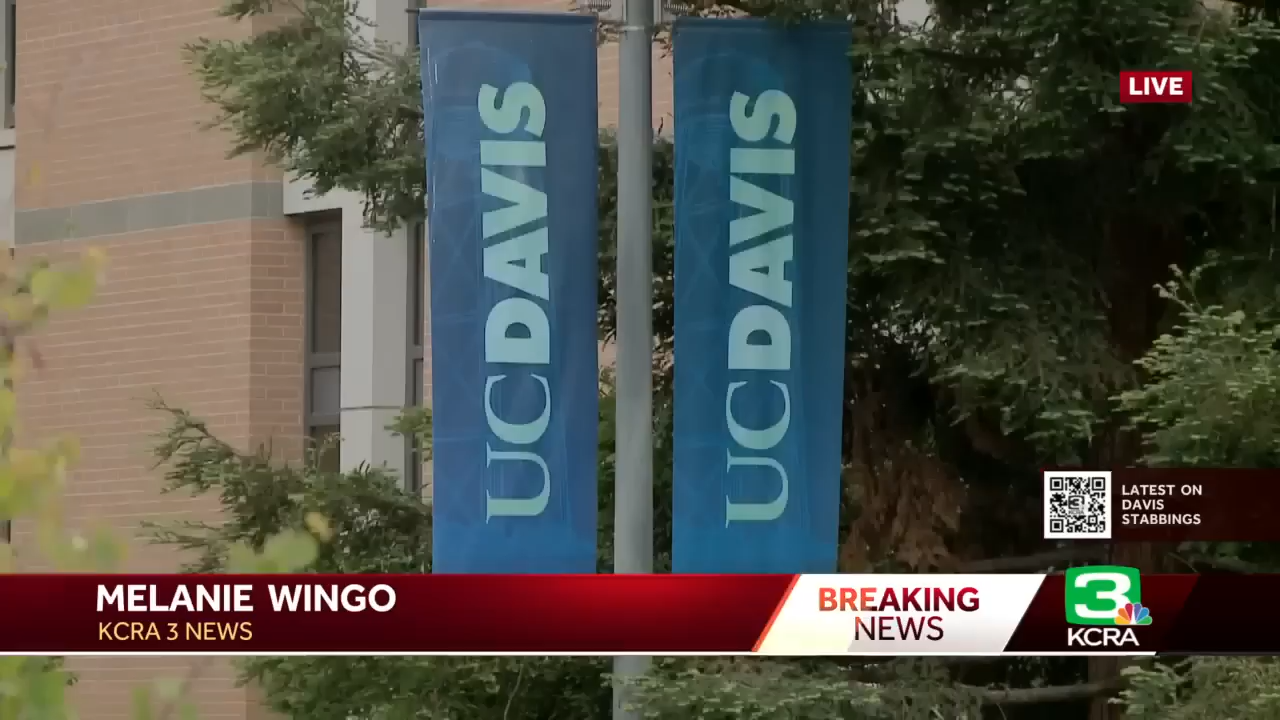 UCDAVIS
UCDAVIS
LIVE
LATEST ON
DAVIS
STABBINGS
MELANIE WINGO
KCRA 3 NEWS
BREAKING
NEWS
3
KCRA